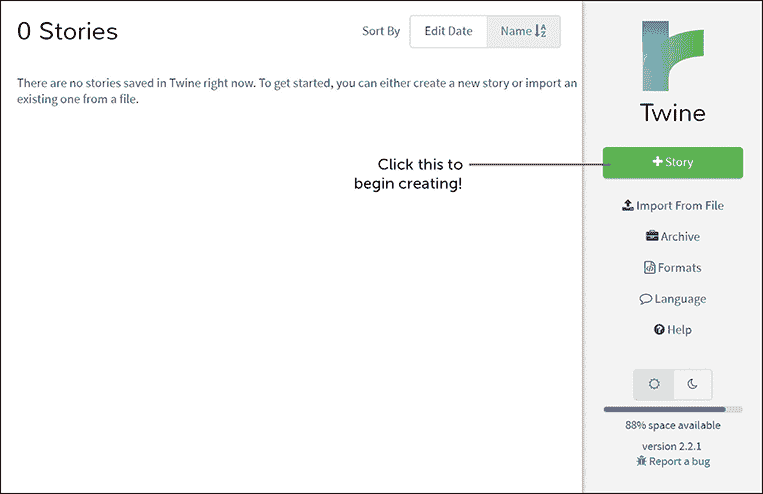 0 Stories
Sort By
Edit Date
Name
There are no stories saved in Twine right now. To get started, you can either create a new story or import an
existing one from a file.
Click this to
begin creating!
Twine
+ Story
Import From File
Archive
Formats
Language
Help
88% space available
version 2.2.1
Report a bug